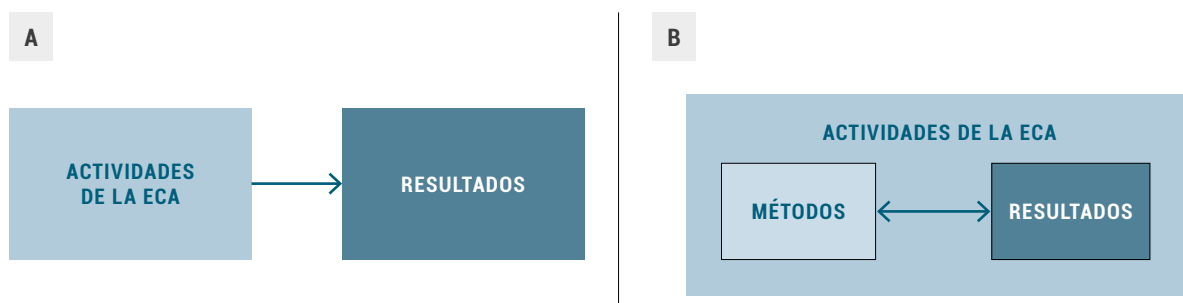 A
ACTIVIDADES
DE LA ECA
RESULTADOS
B
ACTIVIDADES DE LA ECA
MÉTODOS
RESULTADOS